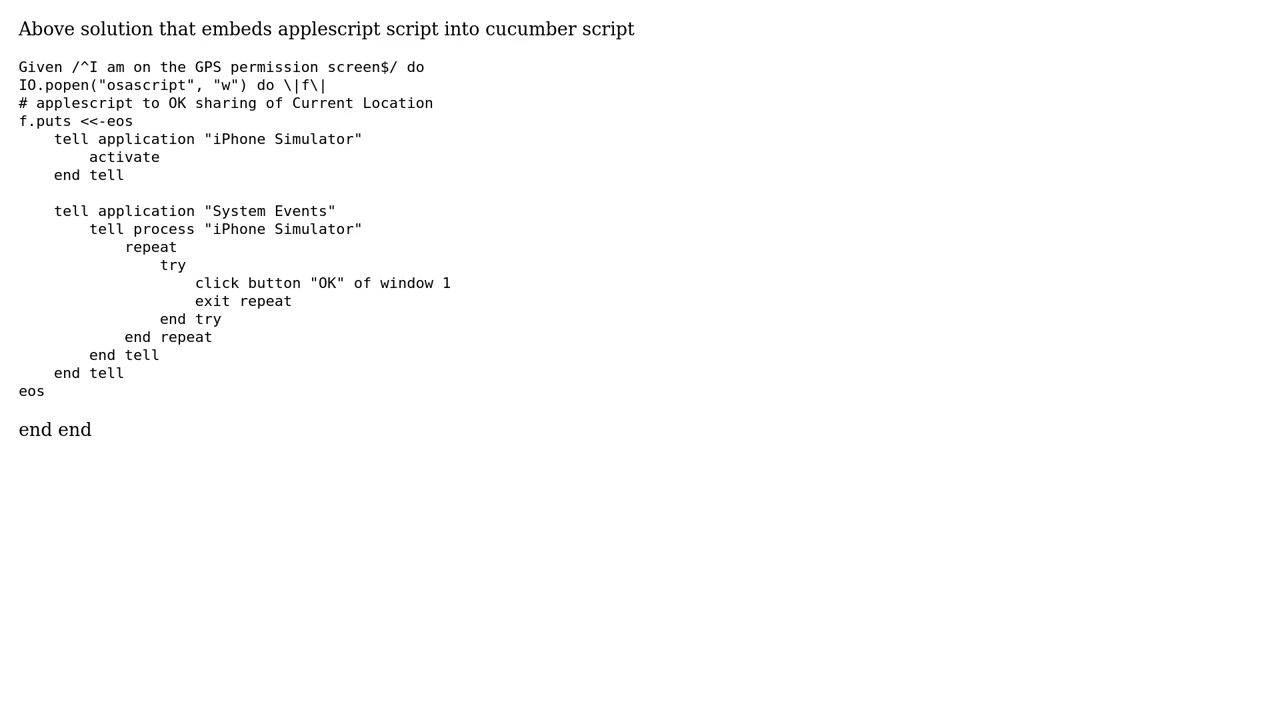 Above solution that embeds applescript script into cucumber script
Given /^I am on the GPS permission screen$/ do
IO.popen("osascript", "w") do \|f\|
# applescript to OK sharing of Current Location
f.puts <<-eos
    tell application "iPhone Simulator"
        activate
    end tell

    tell application "System Events"
        tell process "iPhone Simulator"
            repeat
                try
                    click button "OK" of window 1
                    exit repeat
                end try
            end repeat
        end tell
    end tell
eos
end end